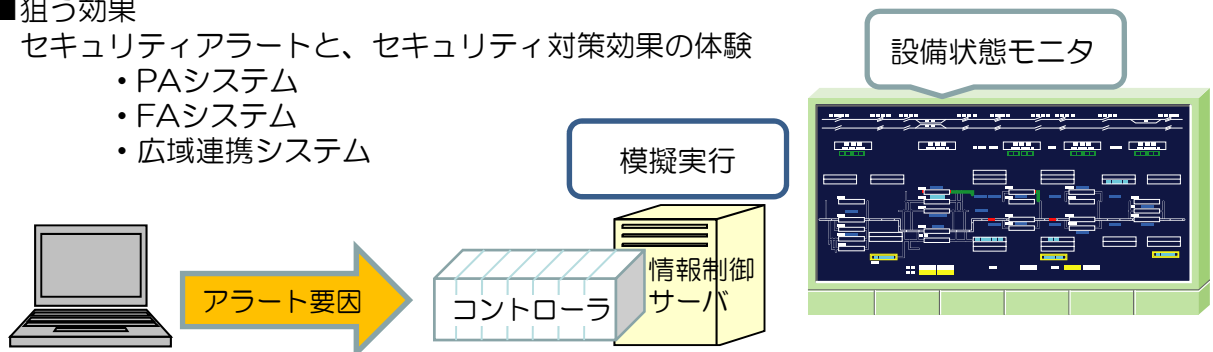 ■狙う効果
セキュリティアラートと、セキュリティ対策効果の体験
・PAシステム
・FAシステム
・広域連携システム
設備状態モニタ
模擬実行
アラート要因
コントローラ
情報制御
サーバ